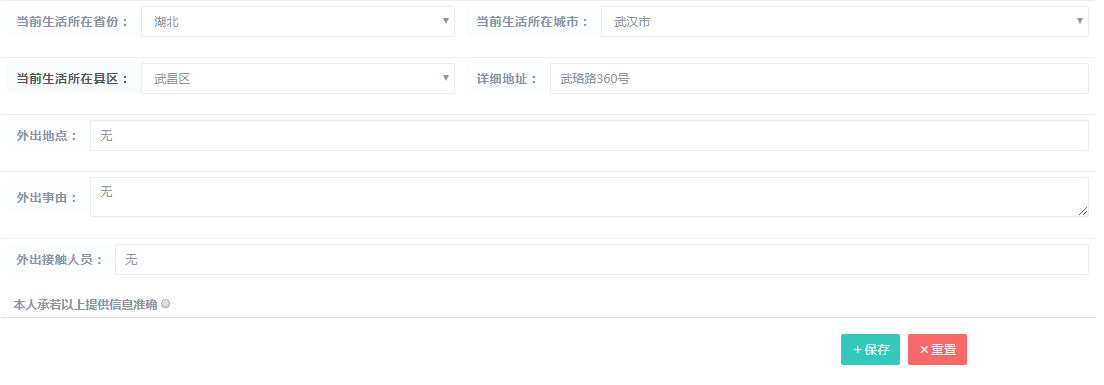 当前生活所在省份： 湖北 当前生活所在城市： 武汉市
当前生活所在县区： 武昌区 详细地址： 武珞路360号
外出地点： 无
外出事由： 无
外出接触人员： 无
本人承若以上提供信息准确
+保存 ×重置